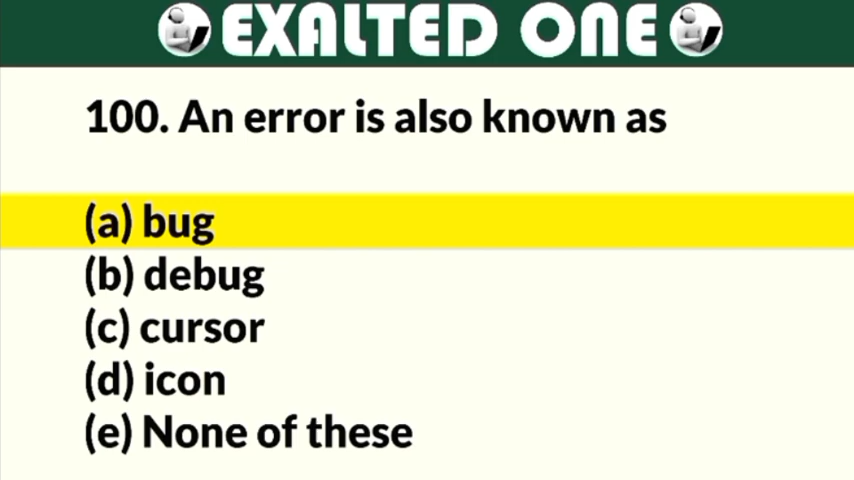 EXALTED ONE
100. An error is also known as
(a) bug
(b) debug
(c) cursor
(d) icon
(e) None of these